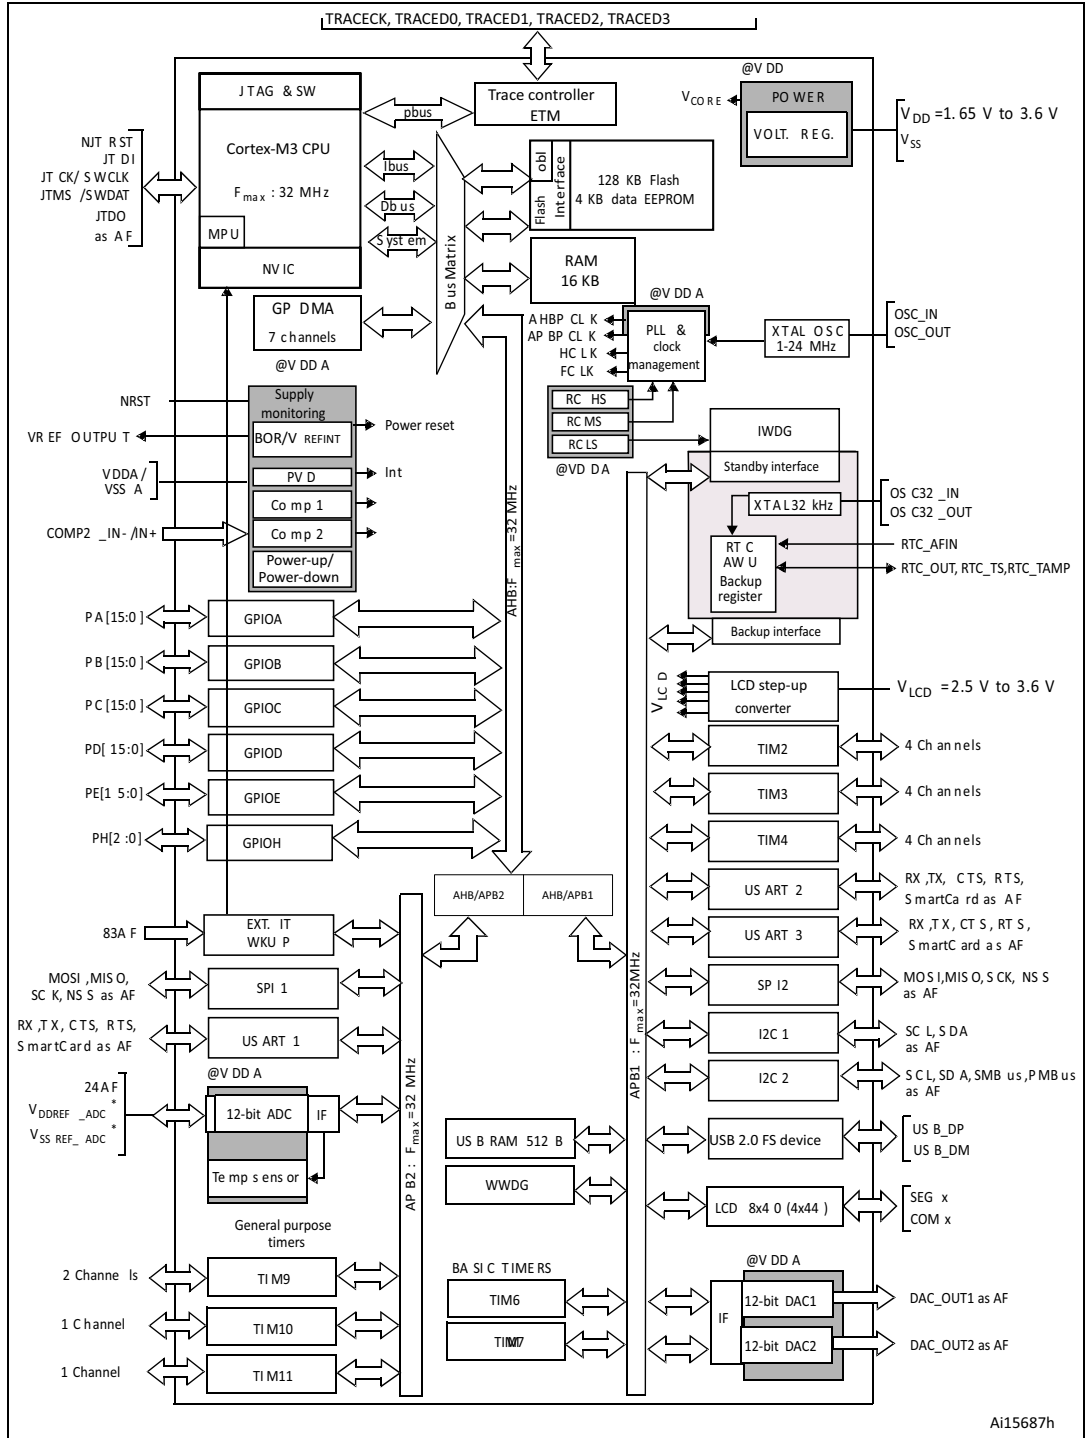 TRACECK, TRACED0, TRACED1, TRACED2, TRACED3
@V DD
JTAG & SW
Trace controller
ETM
pbus
VCORE
POWER
VOLT. REG.
VDD =1.65 V to 3.6 V
VSS
NJTRST
JTDI
JTCK/SWCLK
JTMS /SWDAT
JTDO
as AF
Cortex-M3 CPU
Fmax : 32 MHz
MPU
NVIC
Ibus
Dbus
System
Bus Matrix
obl
Flash
Interface
128 KB Flash
4 KB data EEPROM
RAM
16 KB
GP DMA
7 channels
@V DDA
AHBPCLK
APBPCLK
HCLK
FCLK
PLL &
clock
management
XTAL OSC
1-24 MHz
OSC_IN
OSC_OUT
@VDDA
Supply
monitoring
NRST
VREF OUTPUT
BOR/V REFINT
Power reset
VDDA/
VSSA
PVD
Int
Comp 1
COMP2 _IN-/IN+
Comp 2
Power-up/
Power-down
RC HS
RC MS
RC LS
@VDDA
IWDG
Standby interface
XTAL32 kHz
OSC32_IN
OSC32_OUT
RTC
AWU
Backup
register
RTC_AFIN
RTC_OUT, RTC_TS,RTC_TAMP
Backup interface
AHB:Fmax=32 MHz
PA[15:0]
GPIOA
PB[15:0]
GPIOB
PC[15:0]
GPIOC
PD[15:0]
GPIOD
PE[15:0]
GPIOE
PH[2:0]
GPIOH
VLCD
LCD step-up
converter
VLCD =2.5 V to 3.6 V
TIM2
4 Channels
TIM3
4 Channels
TIM4
4 Channels
AHB/APB2
AHB/APB1
USART 2
RX,TX, CTS, RTS,
SmartCard as AF
83AF
EXT. IT
WKUP
USART 3
RX,TX, CTS, RTS,
SmartCard as AF
MOSI,MISO,
SCK, NSS as AF
SPI 1
SPI2
MOSI,MISO,SCK, NSS
as AF
RX,TX, CTS, RTS,
SmartCard as AF
USART 1
I2C 1
SCL,SDA
as AF
I2C 2
SCL,SDA,SMBus,PMBus
as AF
APB2 : Fmax=32 MHz
APB1 : Fmax=32MHz
@VDDA
24AF
VDDREF_ADC *
VSSREF_ADC *
12-bit ADC
IF
Temp sensor
USB RAM 512 B
USB 2.0 FS device
USB_DP
USB_DM
WWDG
LCD 8x40 (4x44)
SEG x
COM x
General purpose
timers
2 Channels
TIM9
1 Channel
TIM10
1 Channel
TIM11
BASIC TIMERS
TIM6
TIM7
@VDDA
IF
12-bit DAC1
DAC_OUT1 as AF
12-bit DAC2
DAC_OUT2 as AF
Ai15687h